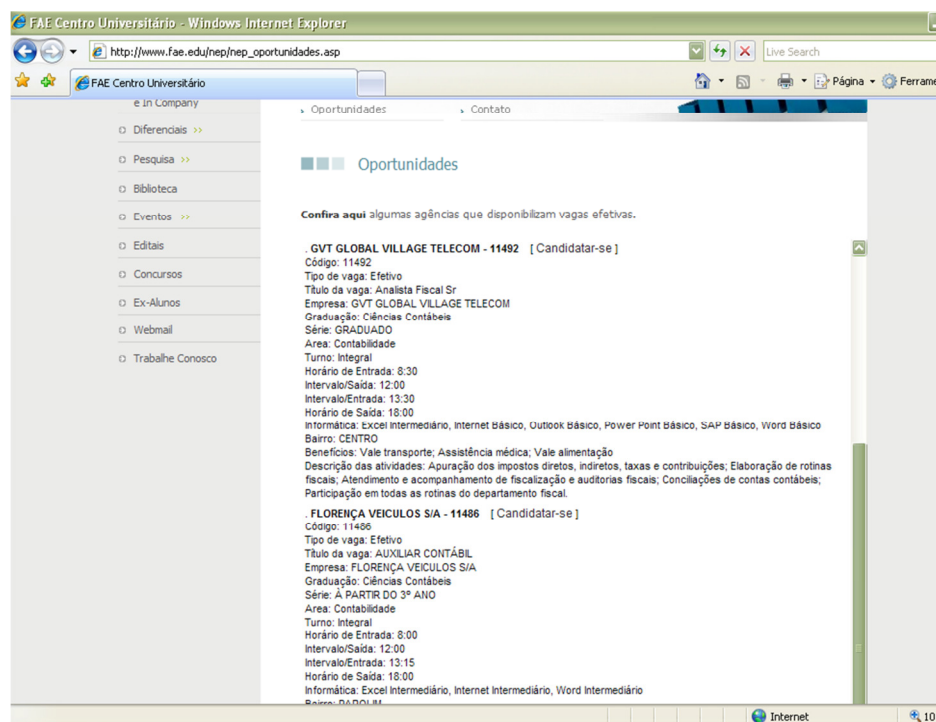 FAE Centro Universitário - Windows Internet Explorer
http://www.fae.edu/nep/nep_oportunidades.asp
Live Search
FAE Centro Universitário
Página
Ferrame
e In Company
Oportunidades
Contato
Diferenciais >>
Pesquisa >>
Biblioteca
Eventos >>
Editais
Concursos
Ex-Alunos
Webmail
Trabalhe Conosco
Oportunidades
Confira aqui algumas agências que disponibilizam vagas efetivas.
. GVT GLOBAL VILLAGE TELECOM - 11492 [ Candidatar-se ]
Código: 11492
Tipo de vaga: Efetivo
Título da vaga: Analista Fiscal Sr
Empresa: GVT GLOBAL VILLAGE TELECOM
Graduação: Ciências Contábeis
Série: GRADUADO
Area: Contabilidade
Turno: Integral
Horário de Entrada: 8:30
Intervalo/Saída: 12:00
Intervalo/Entrada: 13:30
Horário de Saída: 18:00
Informática: Excel Intermediário, Internet Básico, Outlook Básico, Power Point Básico, SAP Básico, Word Básico
Bairro: CENTRO
Benefícios: Vale transporte; Assistência médica; Vale alimentação
Descrição das atividades: Apuração dos impostos diretos, indiretos, taxas e contribuições; Elaboração de rotinas
fiscais; Atendimento e acompanhamento de fiscalização e auditorias fiscais; Conciliações de contas contábeis;
Participação em todas as rotinas do departamento fiscal.
. FLORENÇA VEICULOS S/A - 11486 [ Candidatar-se ]
Código: 11486
Tipo de vaga: Efetivo
Título da vaga: AUXILIAR CONTÁBIL
Empresa: FLORENÇA VEICULOS S/A
Graduação: Ciências Contábeis
Série: À PARTIR DO 3º ANO
Area: Contabilidade
Turno: Integral
Horário de Entrada: 8:00
Intervalo/Saída: 12:00
Intervalo/Entrada: 13:15
Horário de Saída: 18:00
Informática: Excel Intermediário, Internet Intermediário, Word Intermediário
Bairro: PAROLIM
Internet
10